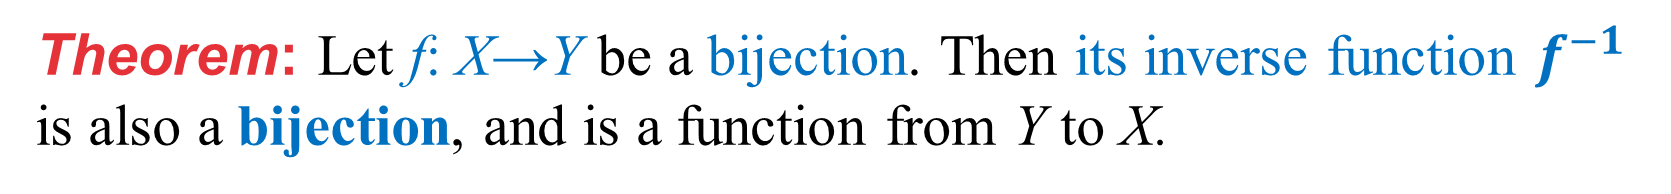 Theorem: Let f: X→Y be a bijection. Then its inverse function f⁻¹
is also a bijection, and is a function from Y to X.